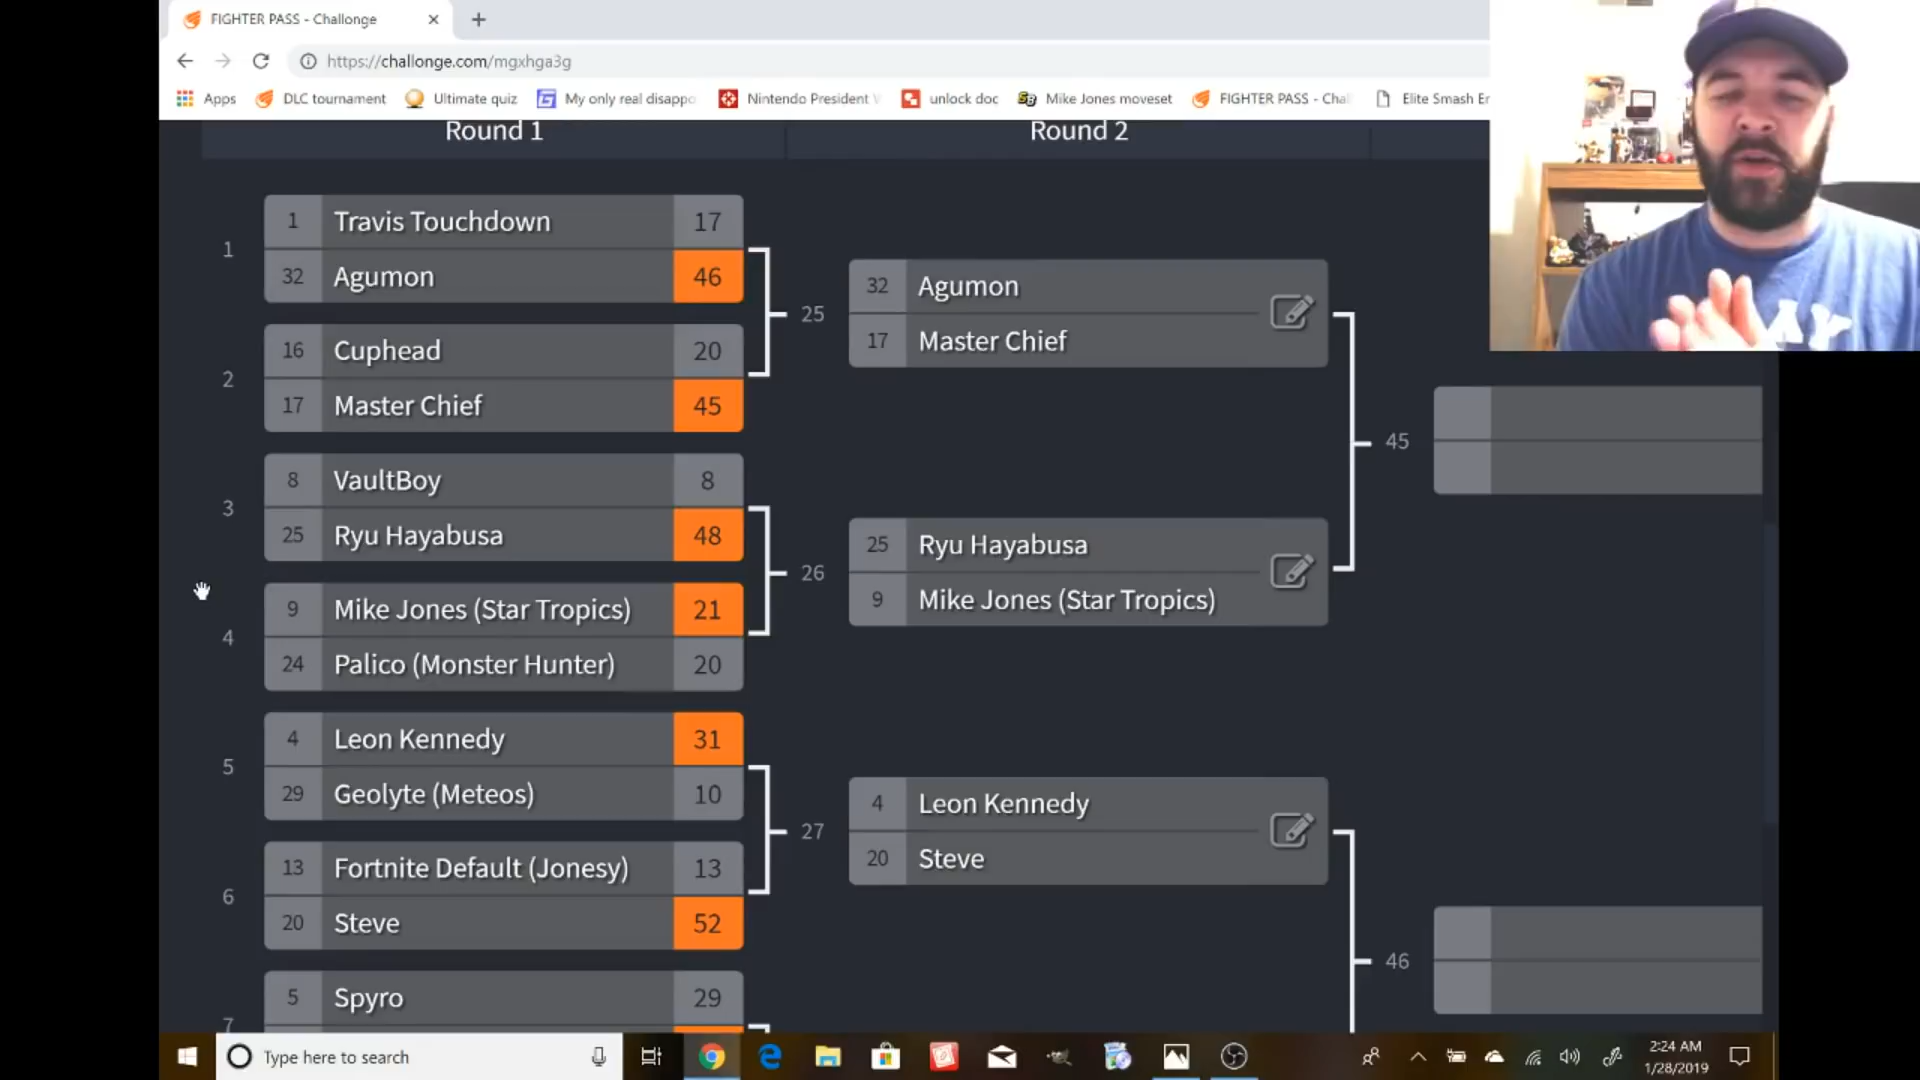 FIGHTER PASS - Challonge
https://challonge.com/mgxhga3g
Apps
DLC tournament
Ultimate quiz
My only real disappo
Nintendo President
unlock doc
Mike Jones moveset
FIGHTER PASS - Chal
Elite Smash Er
Round 1
Round 2
1
1 Travis Touchdown 17
32 Agumon 46
2
16 Cuphead 20
17 Master Chief 45
3
8 VaultBoy 8
25 Ryu Hayabusa 48
4
9 Mike Jones (Star Tropics) 21
24 Palico (Monster Hunter) 20
5
4 Leon Kennedy 31
29 Geolyte (Meteos) 10
6
13 Fortnite Default (Jonesy) 13
20 Steve 52
7
5 Spyro 29
25
32 Agumon
17 Master Chief
26
25 Ryu Hayabusa
9 Mike Jones (Star Tropics)
27
4 Leon Kennedy
20 Steve
45
46
Type here to search
2:24 AM
1/28/2019